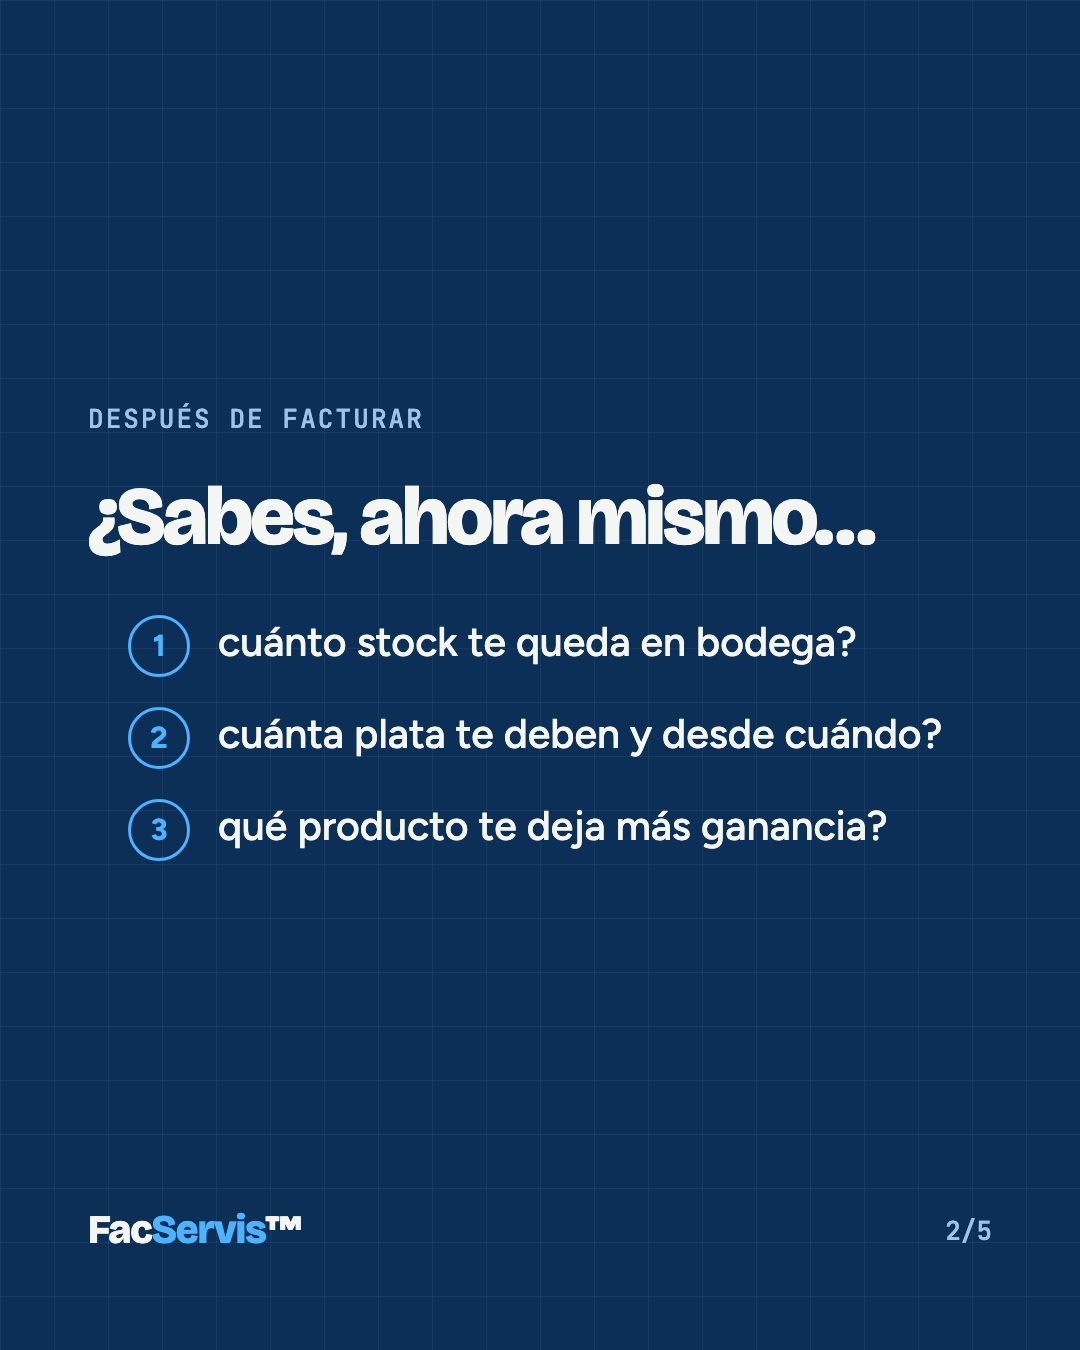 DESPUÉS DE FACTURAR
¿Sabes, ahora mismo...
1 cuánto stock te queda en bodega?
2 cuánta plata te deben y desde cuándo?
3 qué producto te deja más ganancia?
FacServis™
2/5